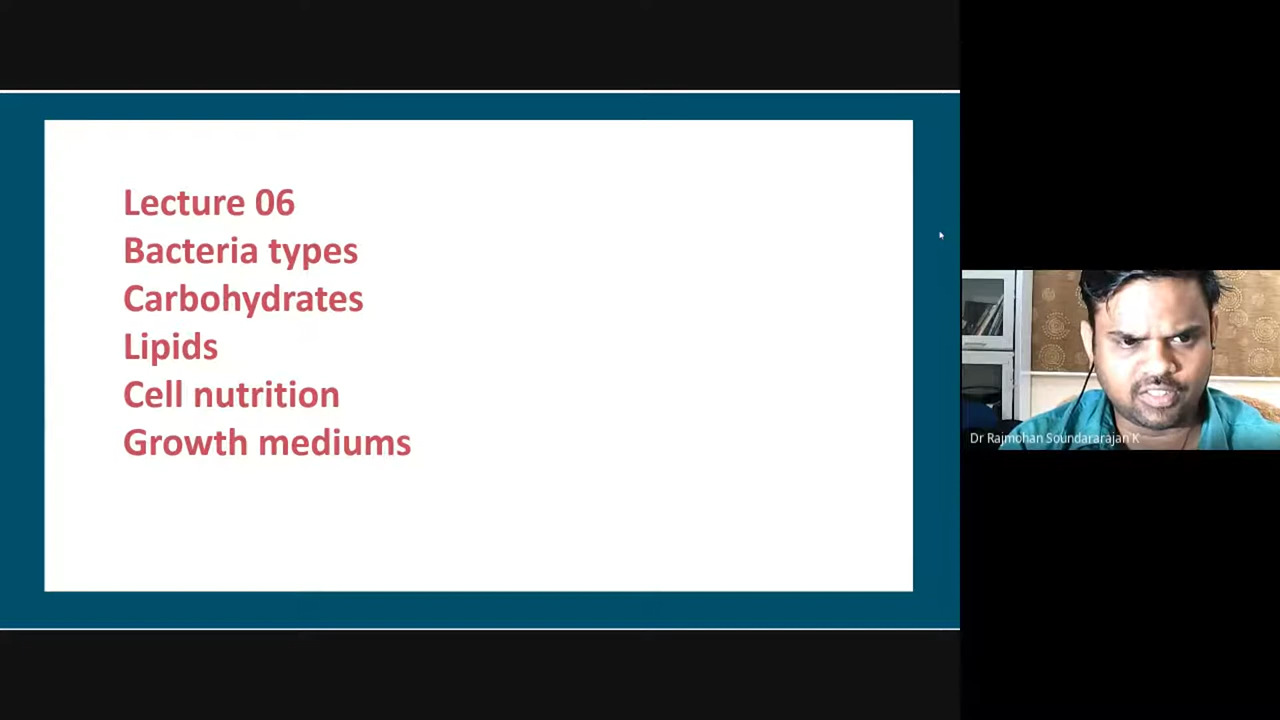 Lecture 06
Bacteria types
Carbohydrates
Lipids
Cell nutrition
Growth mediums
Dr Rajmohan Soundararajan K